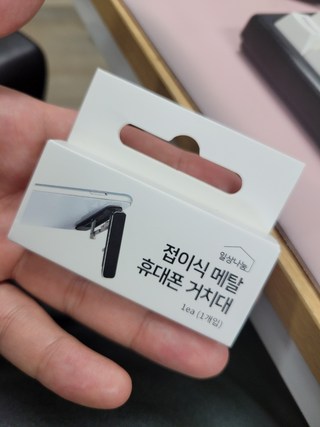 일상나눔
접이식 메탈
휴대폰 거치대
1ea (1개입)